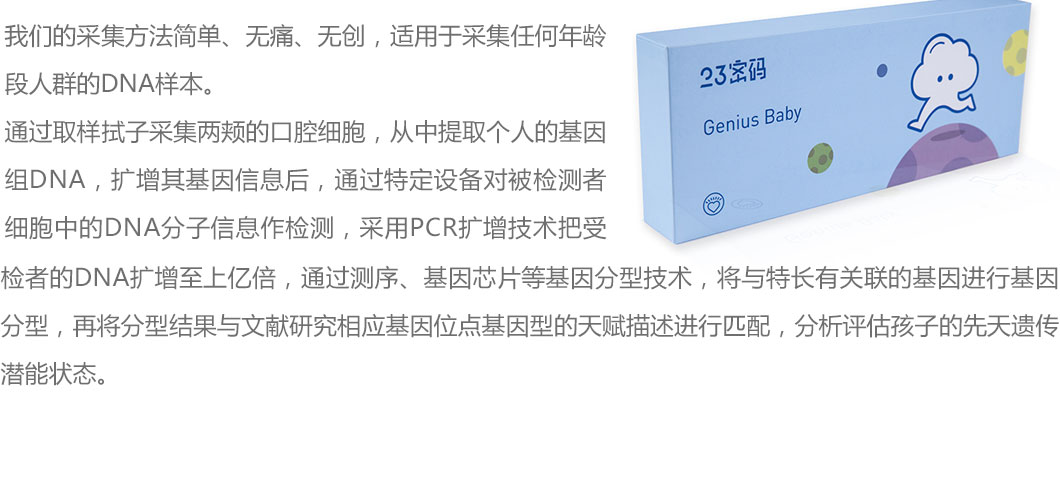 我们的采集方法简单、无痛、无创，适用于采集任何年龄
段人群的DNA样本。
通过取样拭子采集两颊的口腔细胞，从中提取个人的基因
组DNA，扩增其基因信息后，通过特定设备对被检测者
细胞中的DNA分子信息作检测，采用PCR扩增技术把受
检者的DNA扩增至上亿倍，通过测序、基因芯片等基因分型技术，将与特长有关联的基因进行基因
分型，再将分型结果与文献研究相应基因位点基因型的天赋描述进行匹配，分析评估孩子的先天遗传
潜能状态。
23密码
Genius Baby